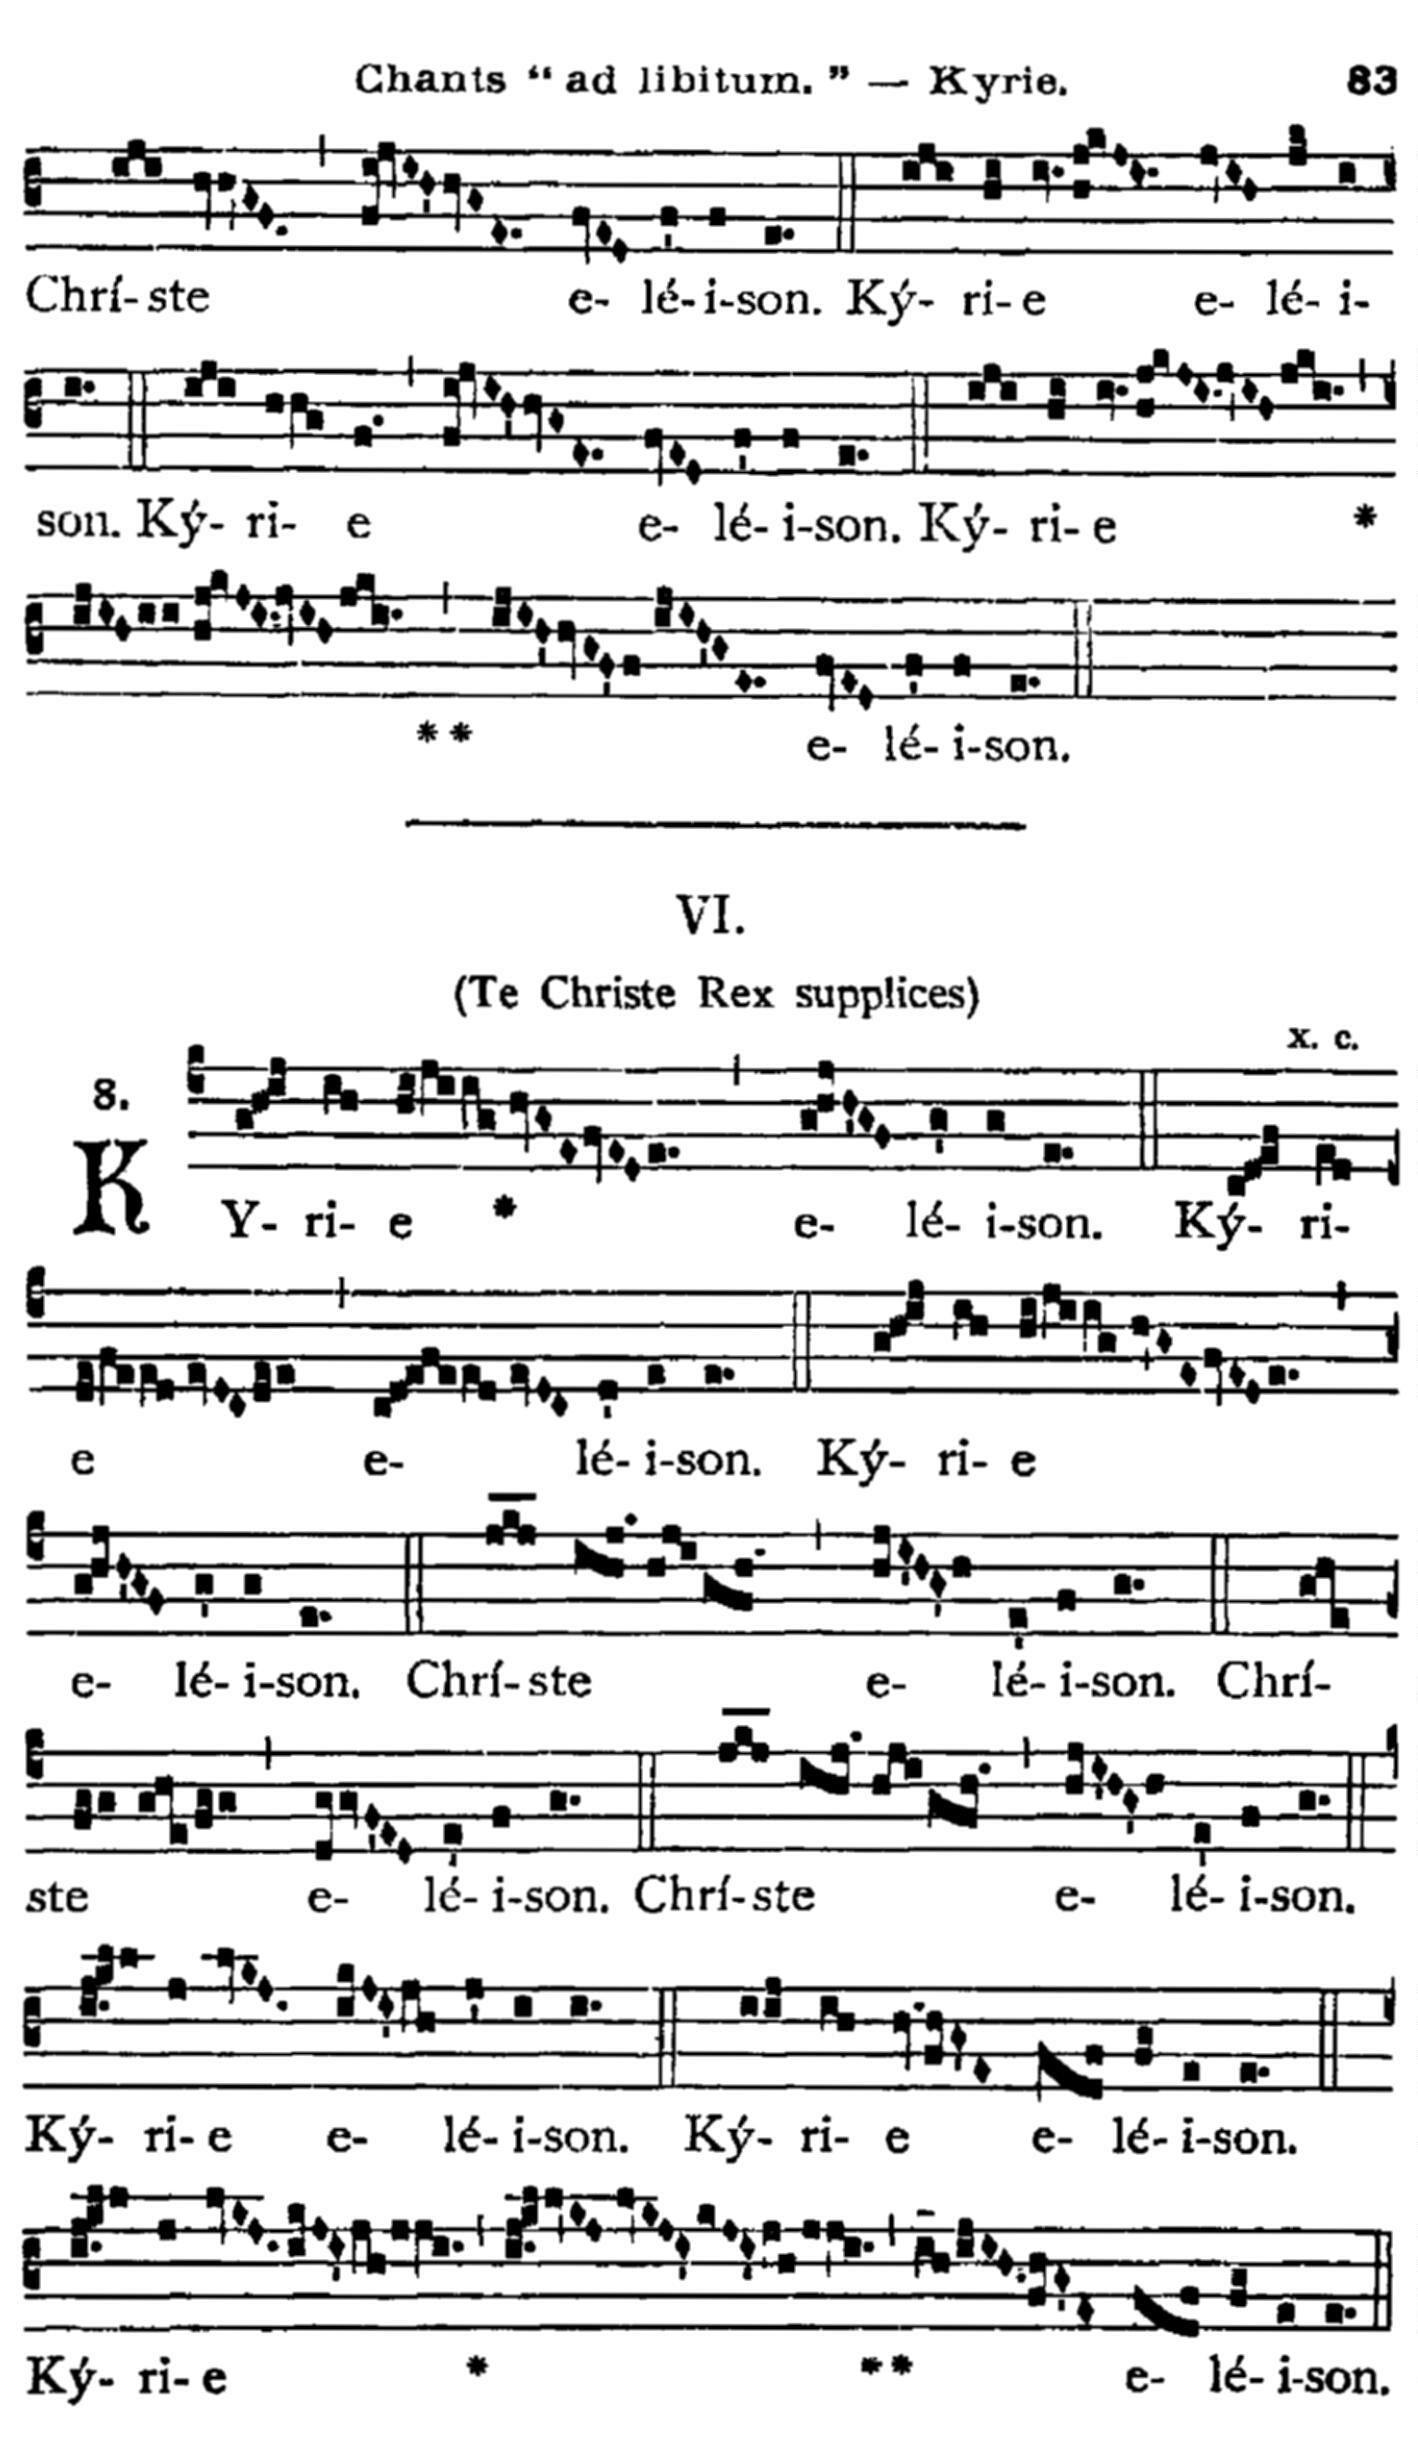 Chants “ ad libitum. ” — Kyrie. 83
Chrí- ste e- lé- i-son. Ký- ri- e e- lé- i-
son. Ký- ri- e e- lé- i-son. Ký- ri- e *
** e- lé- i-son.
VI.
(Te Christe Rex supplices)
x. c.
8.
KY- ri- e * e- lé- i-son. Ký- ri-
e e- lé- i-son. Ký- ri- e
e- lé- i-son. Chrí- ste e- lé- i-son. Chrí-
ste e- lé- i-son. Chrí- ste e- lé- i-son.
Ký- ri- e e- lé- i-son. Ký- ri- e e- lé- i-son.
Ký- ri- e * ** e- lé- i-son.